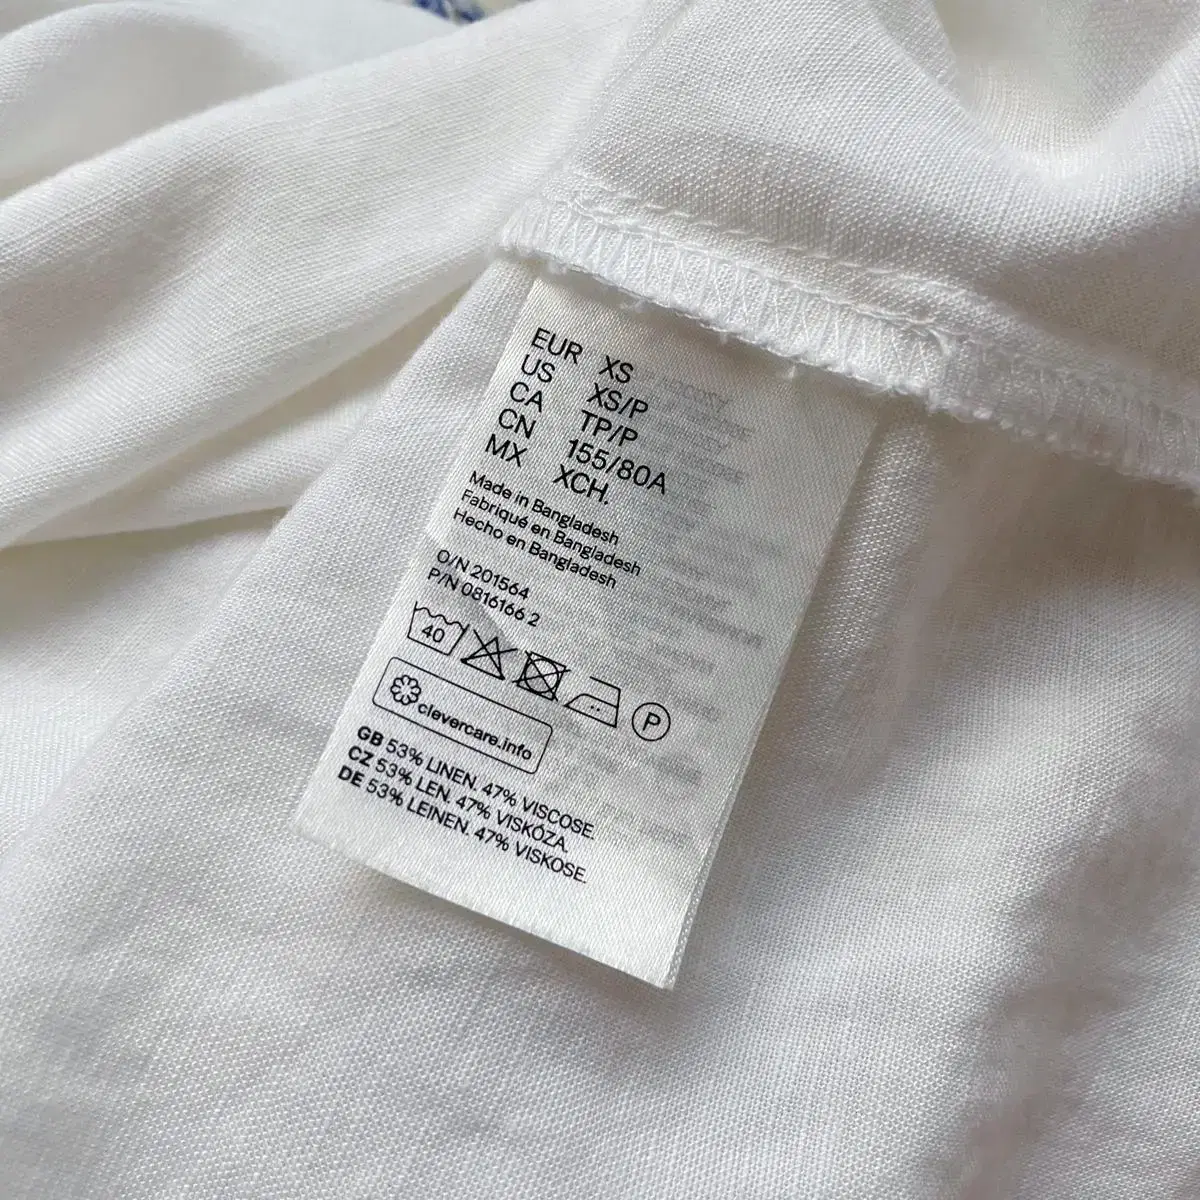 EUR XS
US XS/P
CA TP/P
CN 155/80A
MX XCH.
Made in Bangladesh
Fabriqué en Bangladesh
Hecho en Bangladesh
O/N 201564
P/N 0816166 2
40
P
clevercare.info
GB 53% LINEN. 47% VISCOSE.
CZ 53% LEN. 47% VISKÓZA.
DE 53% LEINEN. 47% VISKOSE.